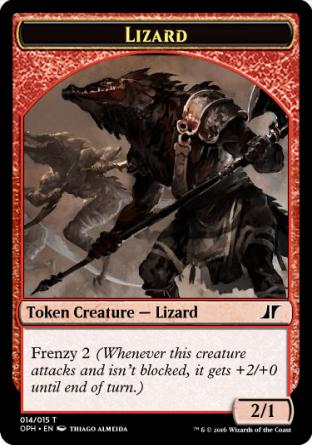 Lizard
Token Creature — Lizard
Frenzy 2 (Whenever this creature
attacks and isn't blocked, it gets +2/+0
until end of turn.)
2/1
014/015 T
OPH • EN THIAGO ALMEIDA
™ & © 2016 Wizards of the Coast